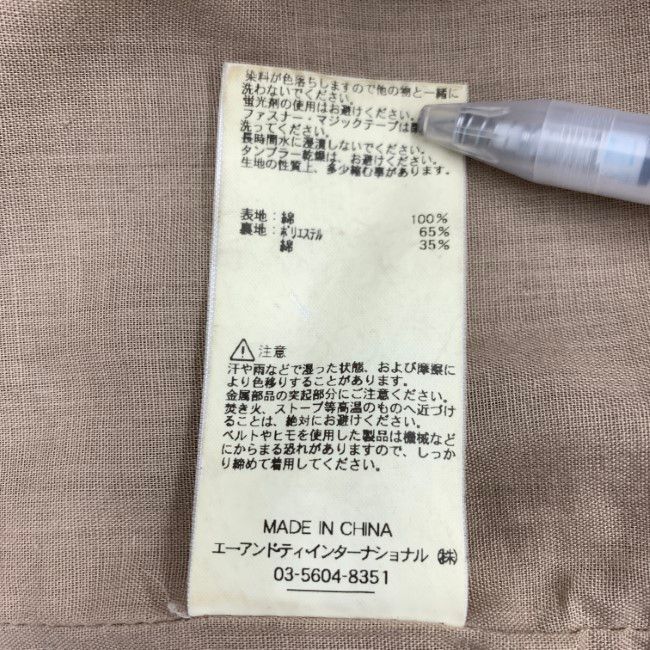 染料が色落ちしますので他の物と一緒に
洗わないでください。
蛍光剤の使用はお避けください。
ファスナー・マジックテープは
洗ってください。
長時間水に浸漬しないでください。
タンブラー乾燥は、お避けください。
生地の性質上、多少縮む事があります。
表地：綿 100%
裏地：ポリエステル 65%
綿 35%
注意
汗や雨などで湿った状態、および摩擦に
より色移りすることがあります。
金属部品の突起部分にご注意ください。
焚き火、ストーブ等高温のものへ近づけ
ることは、絶対にお避けください。
ベルトやヒモを使用した製品は機械など
にからまる恐れがありますので、しっか
り締めて着用してください。
MADE IN CHINA
エー・アンド・ティ・インターナショナル㈱
03-5604-8351